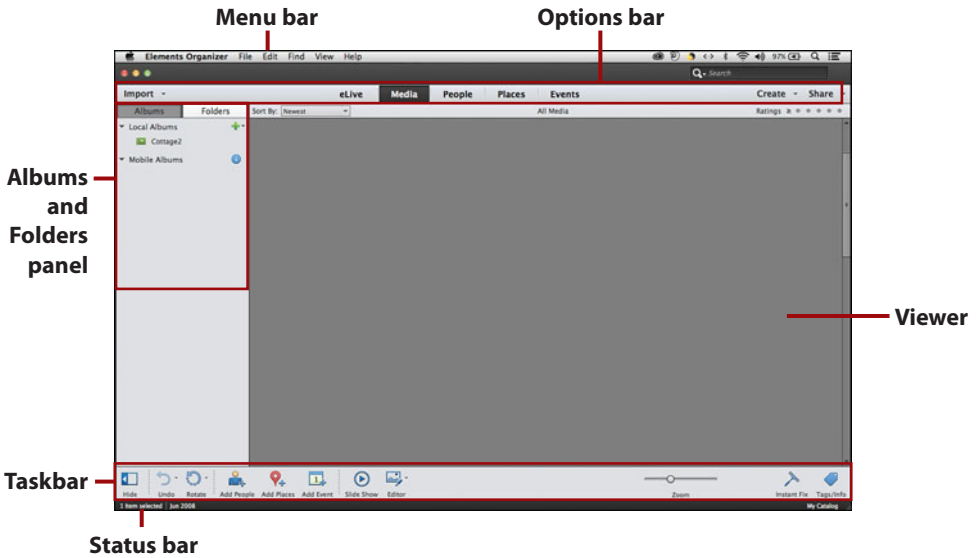 Menu bar
Options bar
Elements Organizer File Edit Find View Help
97%
Search
Import eLive Media People Places Events Create Share
Albums Folders Sort By: Newest All Media Ratings ≥
Local Albums
Cottage2
Mobile Albums
Albums
and
Folders
panel
Viewer
Taskbar
Hide Undo Rotate Add People Add Places Add Event Slide Show Editor Zoom Instant Fix Tags/Info
1 Item selected Jun 2008 My Catalog
Status bar